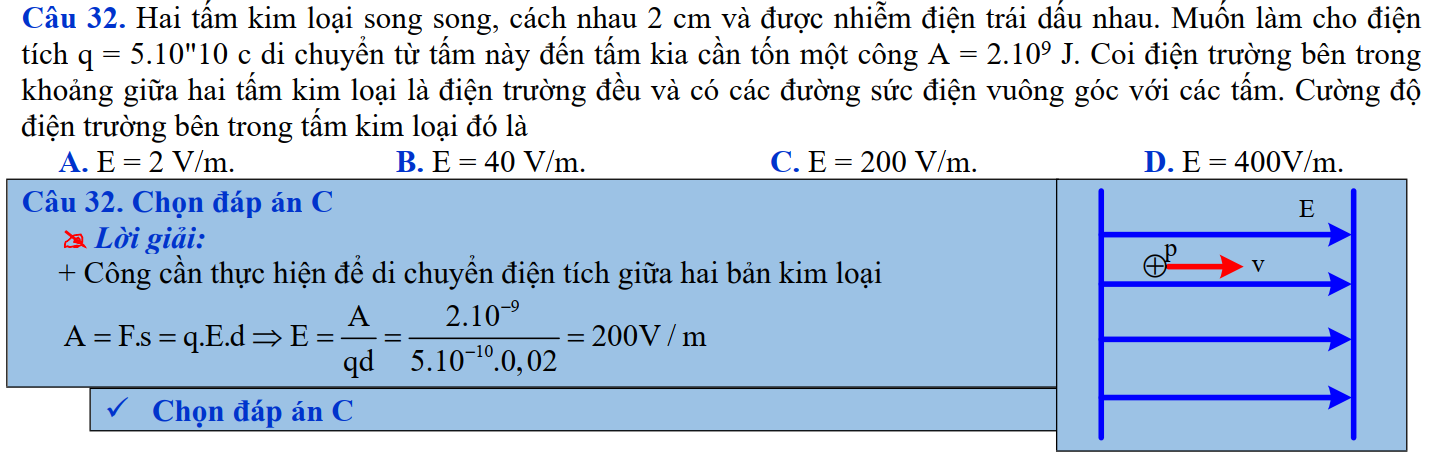 Câu 32. Hai tấm kim loại song song, cách nhau 2 cm và được nhiễm điện trái dấu nhau. Muốn làm cho điện
tích q = 5.10"10 c di chuyển từ tấm này đến tấm kia cần tốn một công A = 2.10⁹ J. Coi điện trường bên trong
khoảng giữa hai tấm kim loại là điện trường đều và có các đường sức điện vuông góc với các tấm. Cường độ
điện trường bên trong tấm kim loại đó là
A. E = 2 V/m. B. E = 40 V/m. C. E = 200 V/m. D. E = 400V/m.
Câu 32. Chọn đáp án C
Lời giải:
+ Công cần thực hiện để di chuyển điện tích giữa hai bản kim loại
A = F.s = q.E.d ⇒ E = A/qd = 2.10⁻⁹/5.10⁻¹⁰.0,02 = 200V / m
✓ Chọn đáp án C
E
p
v